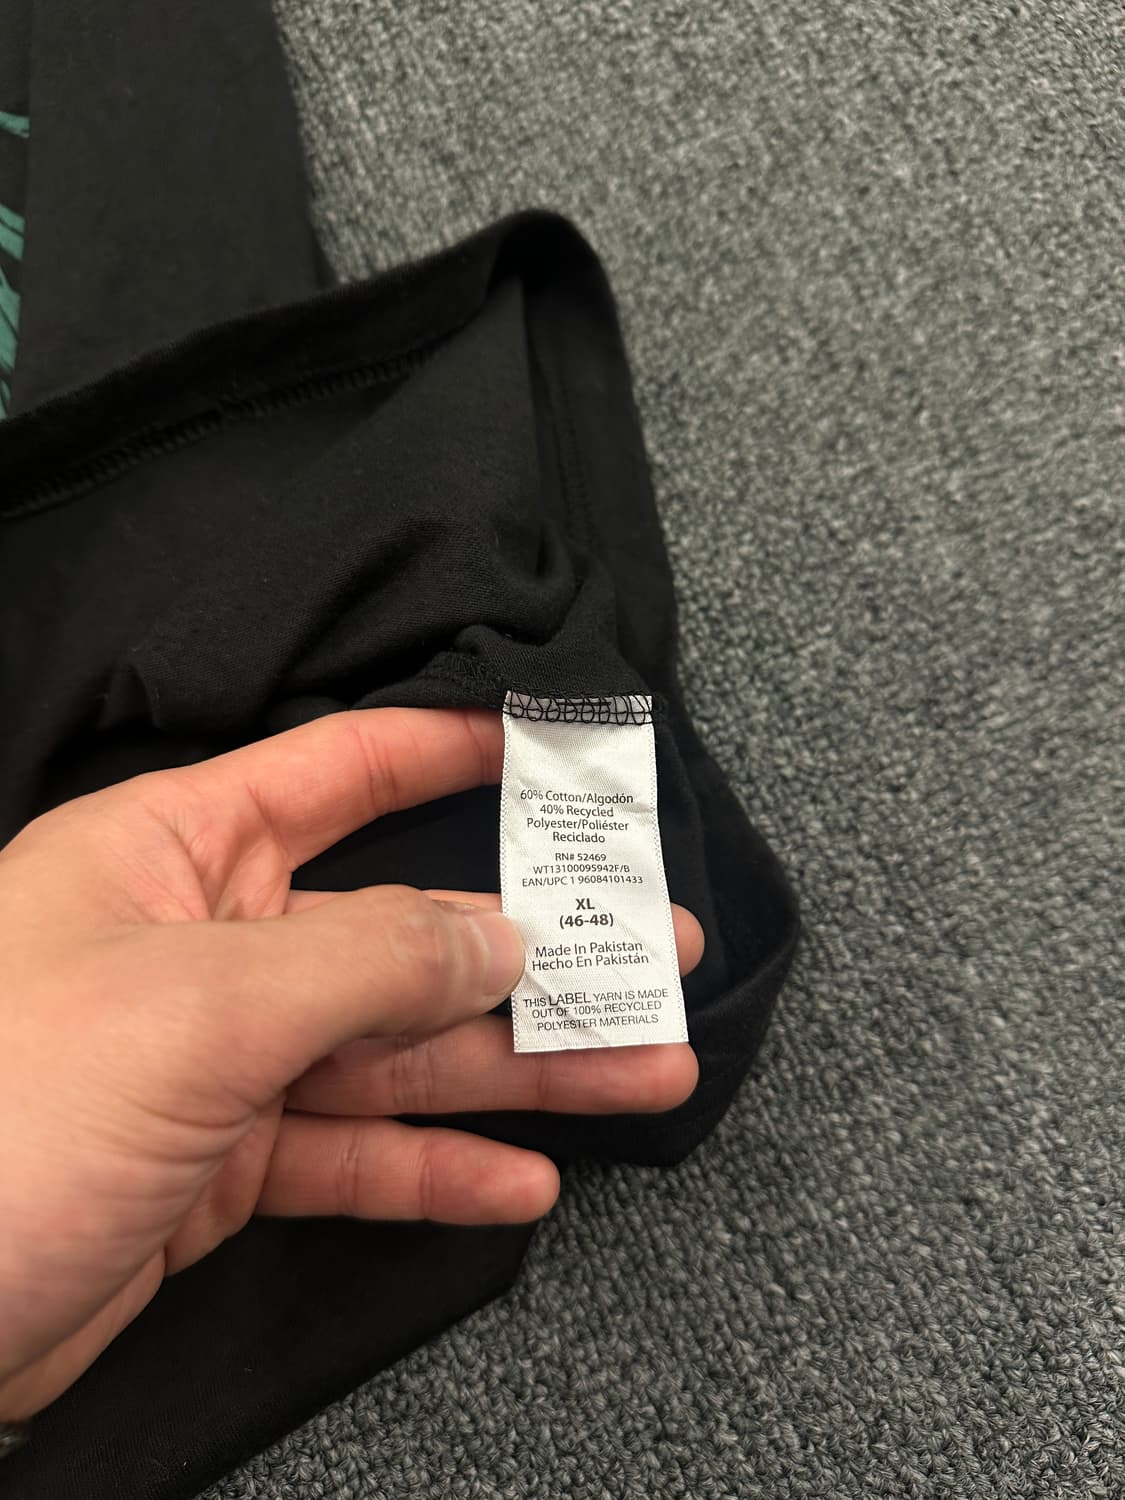 60% Cotton/Algodón
40% Recycled
Polyester/Poliéster
Reciclado
RN# 52469
WT13100095942F/B
EAN/UPC 1 96084101433
XL
(46-48)
Made In Pakistan
Hecho En Pakistán
THIS LABEL YARN IS MADE
OUT OF 100% RECYCLED
POLYESTER MATERIALS